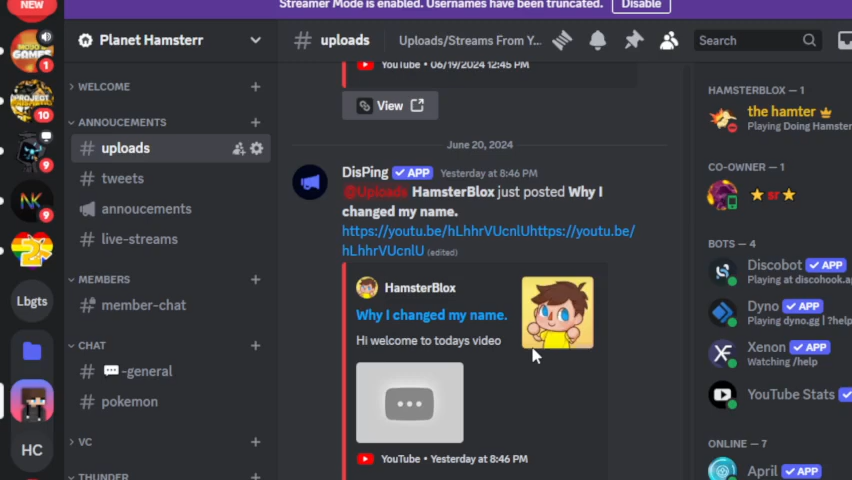 Streamer Mode is enabled. Usernames have been truncated.
Disable
NEW
Planet Hamsterr
uploads
Uploads/Streams From Y...
Search
WELCOME
ANNOUCEMENTS
uploads
tweets
annoucements
live-streams
MEMBERS
member-chat
CHAT
-general
pokemon
VC
THUNDER
GAMES
1
10
9
NK
9
Lbgts
HC
YouTube • 06/19/2024 12:45 PM
View
June 20, 2024
DisPing APP Yesterday at 8:46 PM
@Uploads HamsterBlox just posted Why I
changed my name.
https://youtu.be/hLhhrVUcnlUhttps://youtu.be/
hLhhrVUcnlU (edited)
HamsterBlox
Why I changed my name.
Hi welcome to todays video
YouTube • Yesterday at 8:46 PM
HAMSTERBLOX — 1
the hamter
Playing Doing Hamster
CO-OWNER — 1
BOTS — 4
Discobot APP
Playing at discohook.a
Dyno APP
Playing dyno.gg | ?help
Xenon APP
Watching /help
YouTube Stats
ONLINE — 7
April APP